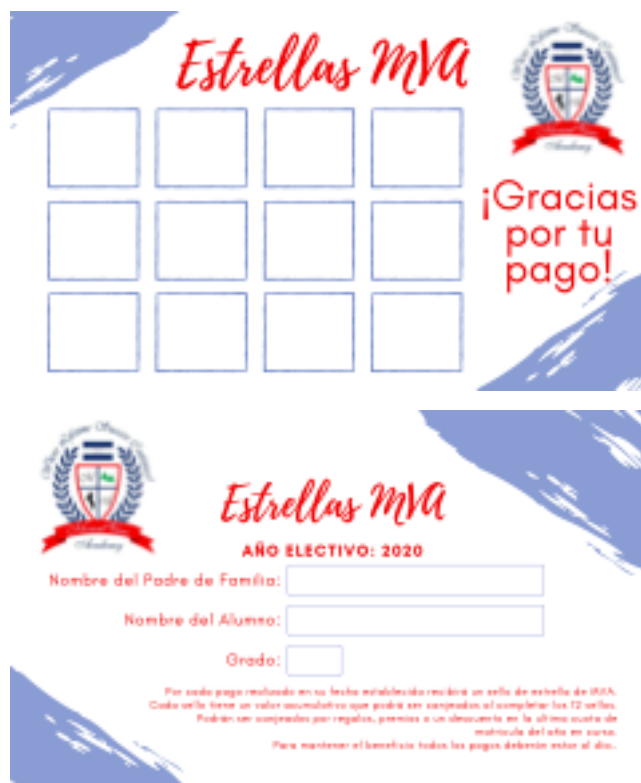 Estrellas MVA
Academy
¡Gracias
por tu
pago!
Academy
Estrellas MVA
AÑO ELECTIVO: 2020
Nombre del Padre de Familia:
Nombre del Alumno:
Grado:
Por cada pago realizado en su fecha establecida recibirá un sello de estrella de MVA.
Cada sello tiene un valor acumulativo que podrá ser canjeados al completar los 12 sellos.
Podrán ser canjeados por regalos, premios o un descuento en la última cuota de
matrícula del año en curso.
Para mantener el beneficio todos los pagos deberán estar al día.